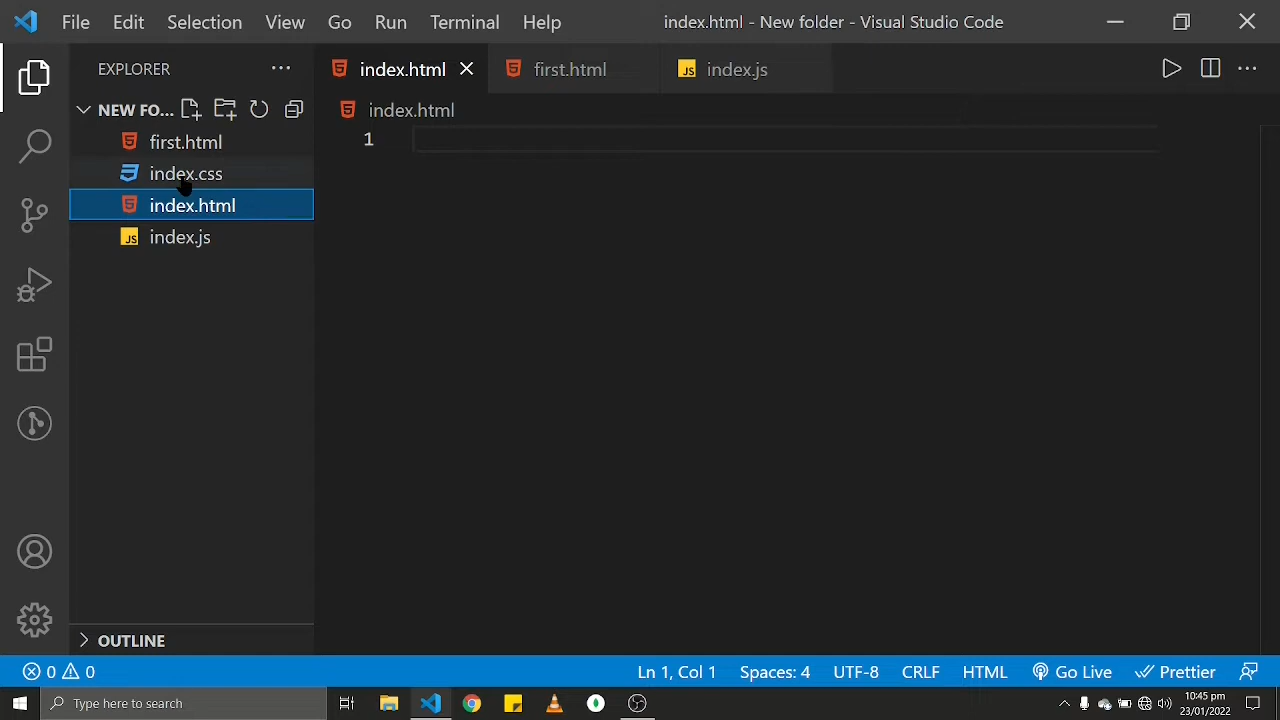 File Edit Selection View Go Run Terminal Help index.html - New folder - Visual Studio Code
EXPLORER
index.html first.html JS index.js
NEW FO...
index.html
first.html
index.css
index.html
JS index.js
1
OUTLINE
0 0 Ln 1, Col 1 Spaces: 4 UTF-8 CRLF HTML Go Live Prettier
Type here to search
10:45 pm
23/01/2022